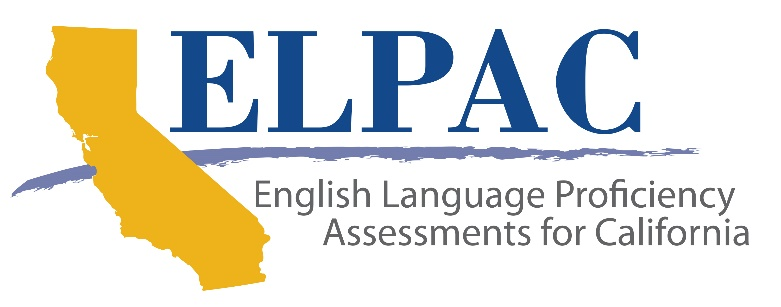 ELPAC
English Language Proficiency
Assessments for California